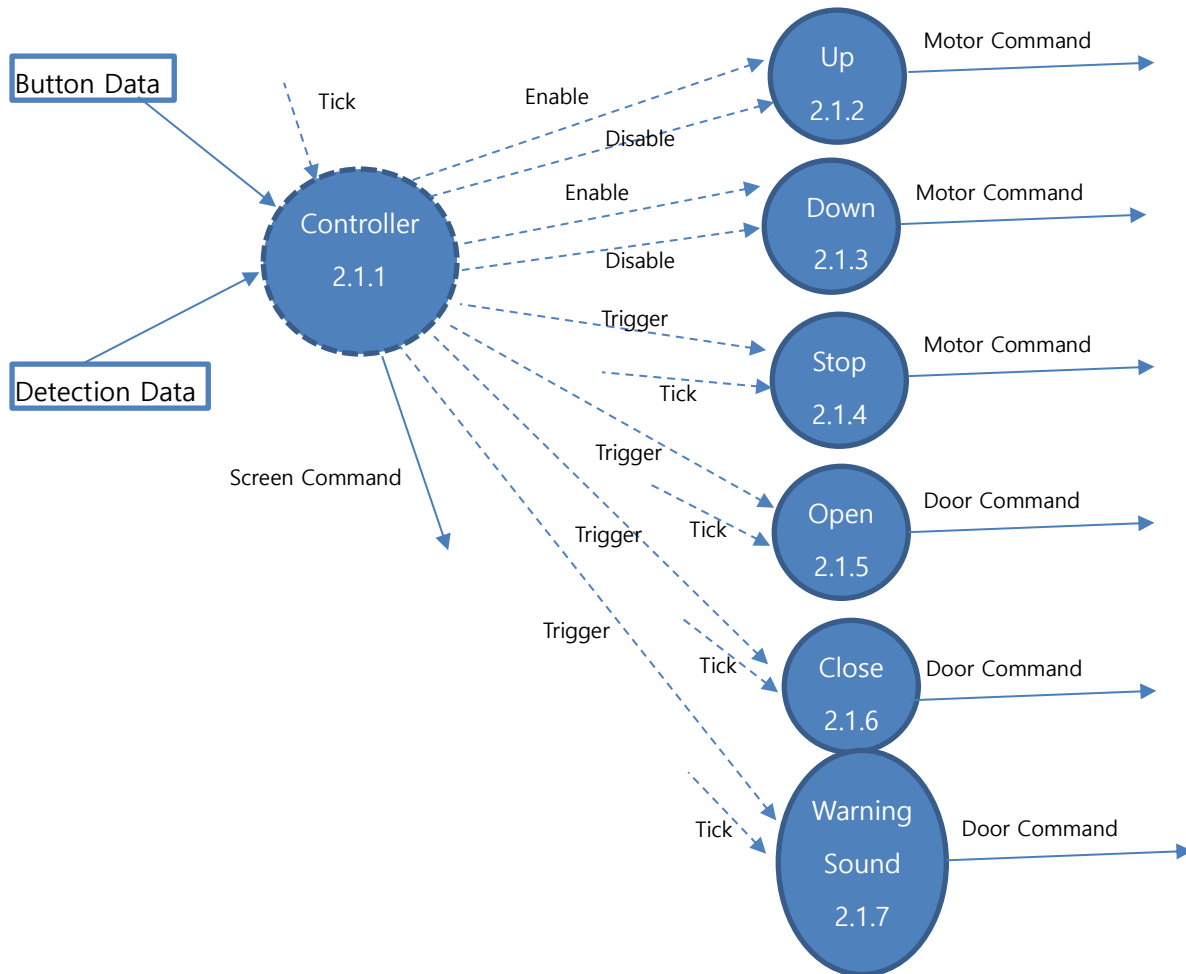 Button Data
Tick
Enable
Disable
Up
2.1.2
Motor Command
Controller
2.1.1
Enable
Disable
Down
2.1.3
Motor Command
Detection Data
Trigger
Tick
Stop
2.1.4
Motor Command
Screen Command
Trigger
Tick
Open
2.1.5
Door Command
Trigger
Tick
Close
2.1.6
Door Command
Trigger
Tick
Warning
Sound
2.1.7
Door Command